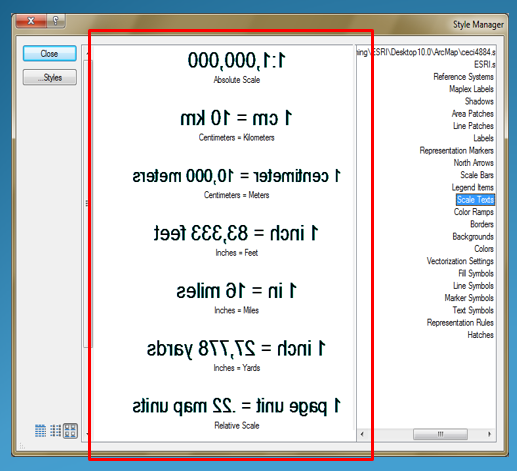 Style Manager
Close
...Styles
1:1,000,000
Absolute Scale
1 cm = 10 km
Centimeters = Kilometers
1 centimeter = 10,000 meters
Centimeters = Meters
1 inch = 83,333 feet
Inches = Feet
1 in = 16 miles
Inches = Miles
1 inch = 27,778 yards
Inches = Yards
1 page unit = .22 map units
Relative Scale
ning\ESRI\Desktop10.0\ArcMap\ceci4884.s
ESRI.s
Reference Systems
Maplex Labels
Shadows
Area Patches
Line Patches
Labels
Representation Markers
North Arrows
Scale Bars
Legend Items
Scale Texts
Color Ramps
Borders
Backgrounds
Colors
Vectorization Settings
Fill Symbols
Line Symbols
Marker Symbols
Text Symbols
Representation Rules
Hatches